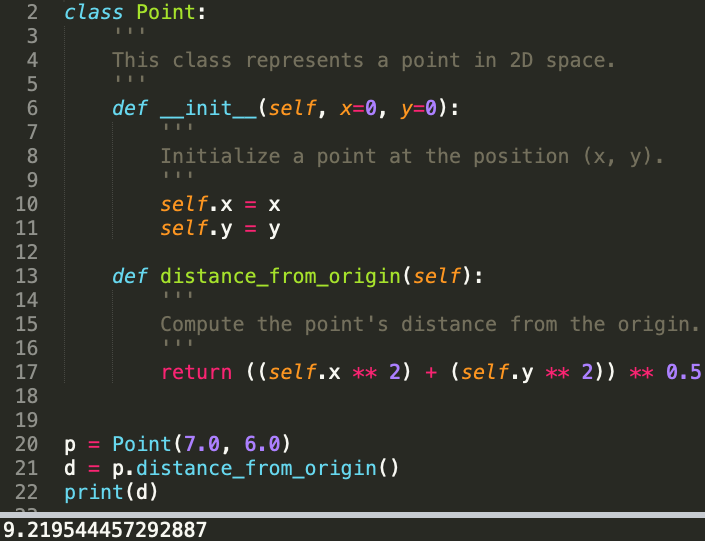 2 class Point:
3     '''
4     This class represents a point in 2D space.
5     '''
6     def __init__(self, x=0, y=0):
7         '''
8         Initialize a point at the position (x, y).
9         '''
10         self.x = x
11         self.y = y
12
13     def distance_from_origin(self):
14         '''
15         Compute the point's distance from the origin.
16         '''
17         return ((self.x ** 2) + (self.y ** 2)) ** 0.5
18
19
20 p = Point(7.0, 6.0)
21 d = p.distance_from_origin()
22 print(d)
9.219544457292887